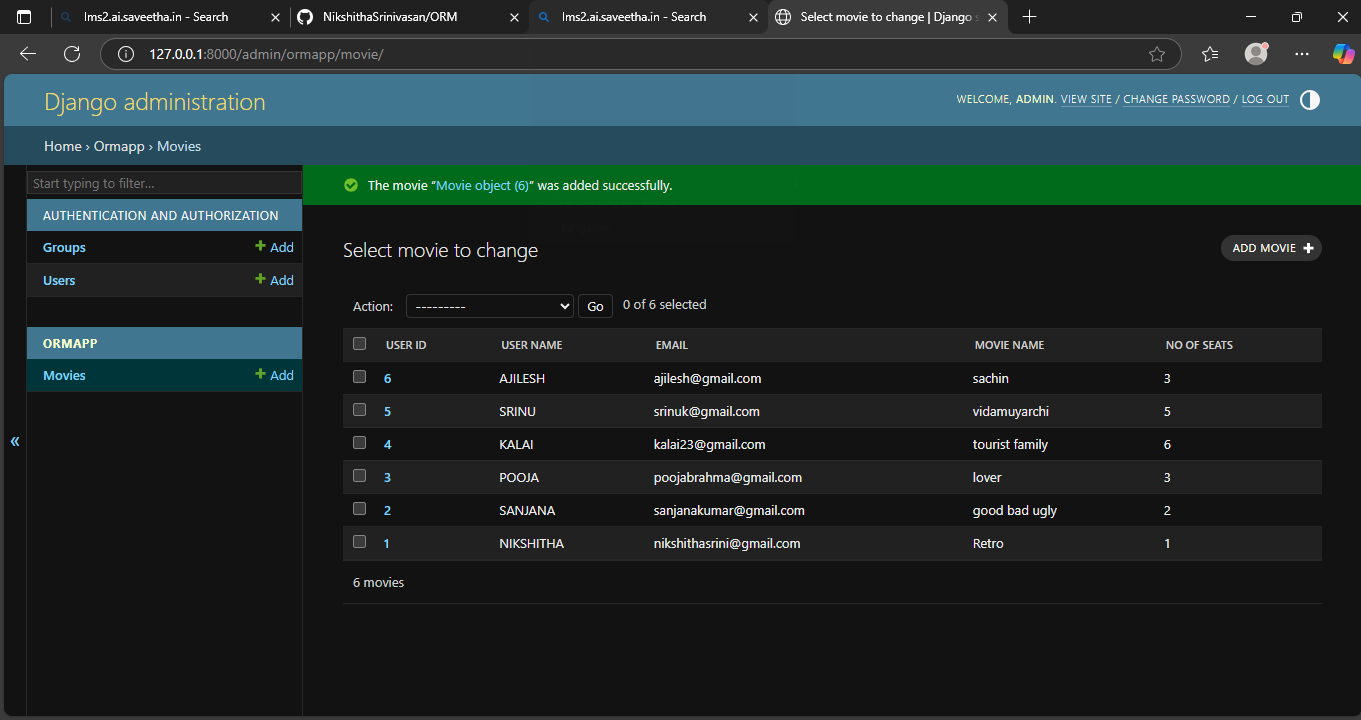 lms2.ai.saveetha.in - Search
NikshithaSrinivasan/ORM
lms2.ai.saveetha.in - Search
Select movie to change | Django s
127.0.0.1:8000/admin/ormapp/movie/
Django administration
WELCOME, ADMIN. VIEW SITE / CHANGE PASSWORD / LOG OUT
Home › Ormapp › Movies
Start typing to filter...
AUTHENTICATION AND AUTHORIZATION
Groups + Add
Users + Add
ORMAPP
Movies + Add
«
The movie “Movie object (6)” was added successfully.
Select movie to change
ADD MOVIE +
Action: --------- Go 0 of 6 selected
USER ID USER NAME EMAIL MOVIE NAME NO OF SEATS
6 AJILESH ajilesh@gmail.com sachin 3
5 SRINU srinuk@gmail.com vidamuyarchi 5
4 KALAI kalai23@gmail.com tourist family 6
3 POOJA poojabrahma@gmail.com lover 3
2 SANJANA sanjanakumar@gmail.com good bad ugly 2
1 NIKSHITHA nikshithasrini@gmail.com Retro 1
6 movies